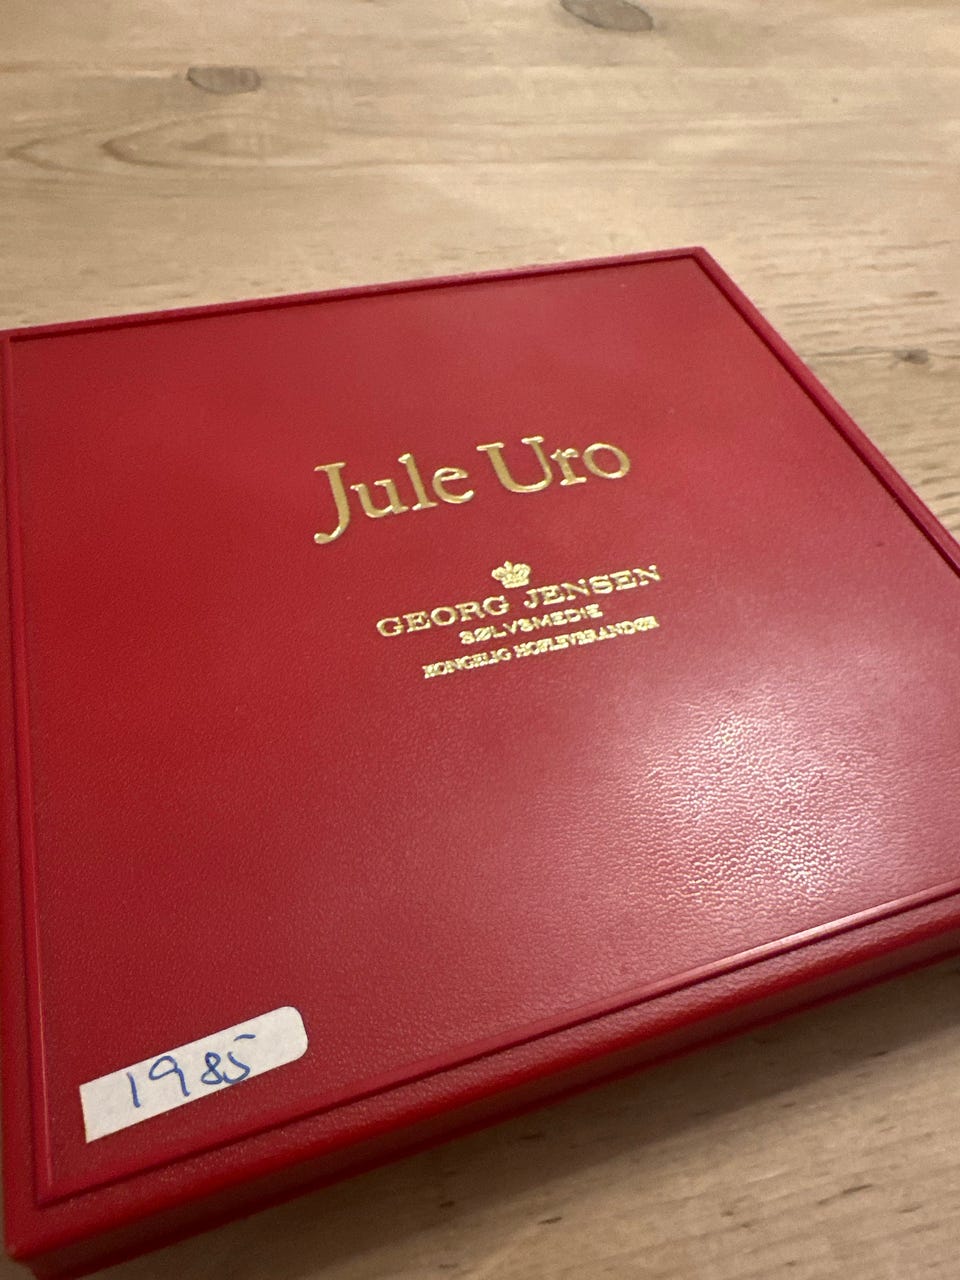 Jule Uro
GEORG JENSEN
SØLVSMEDIE
KONGELIG HOFLEVERANDØR
1985